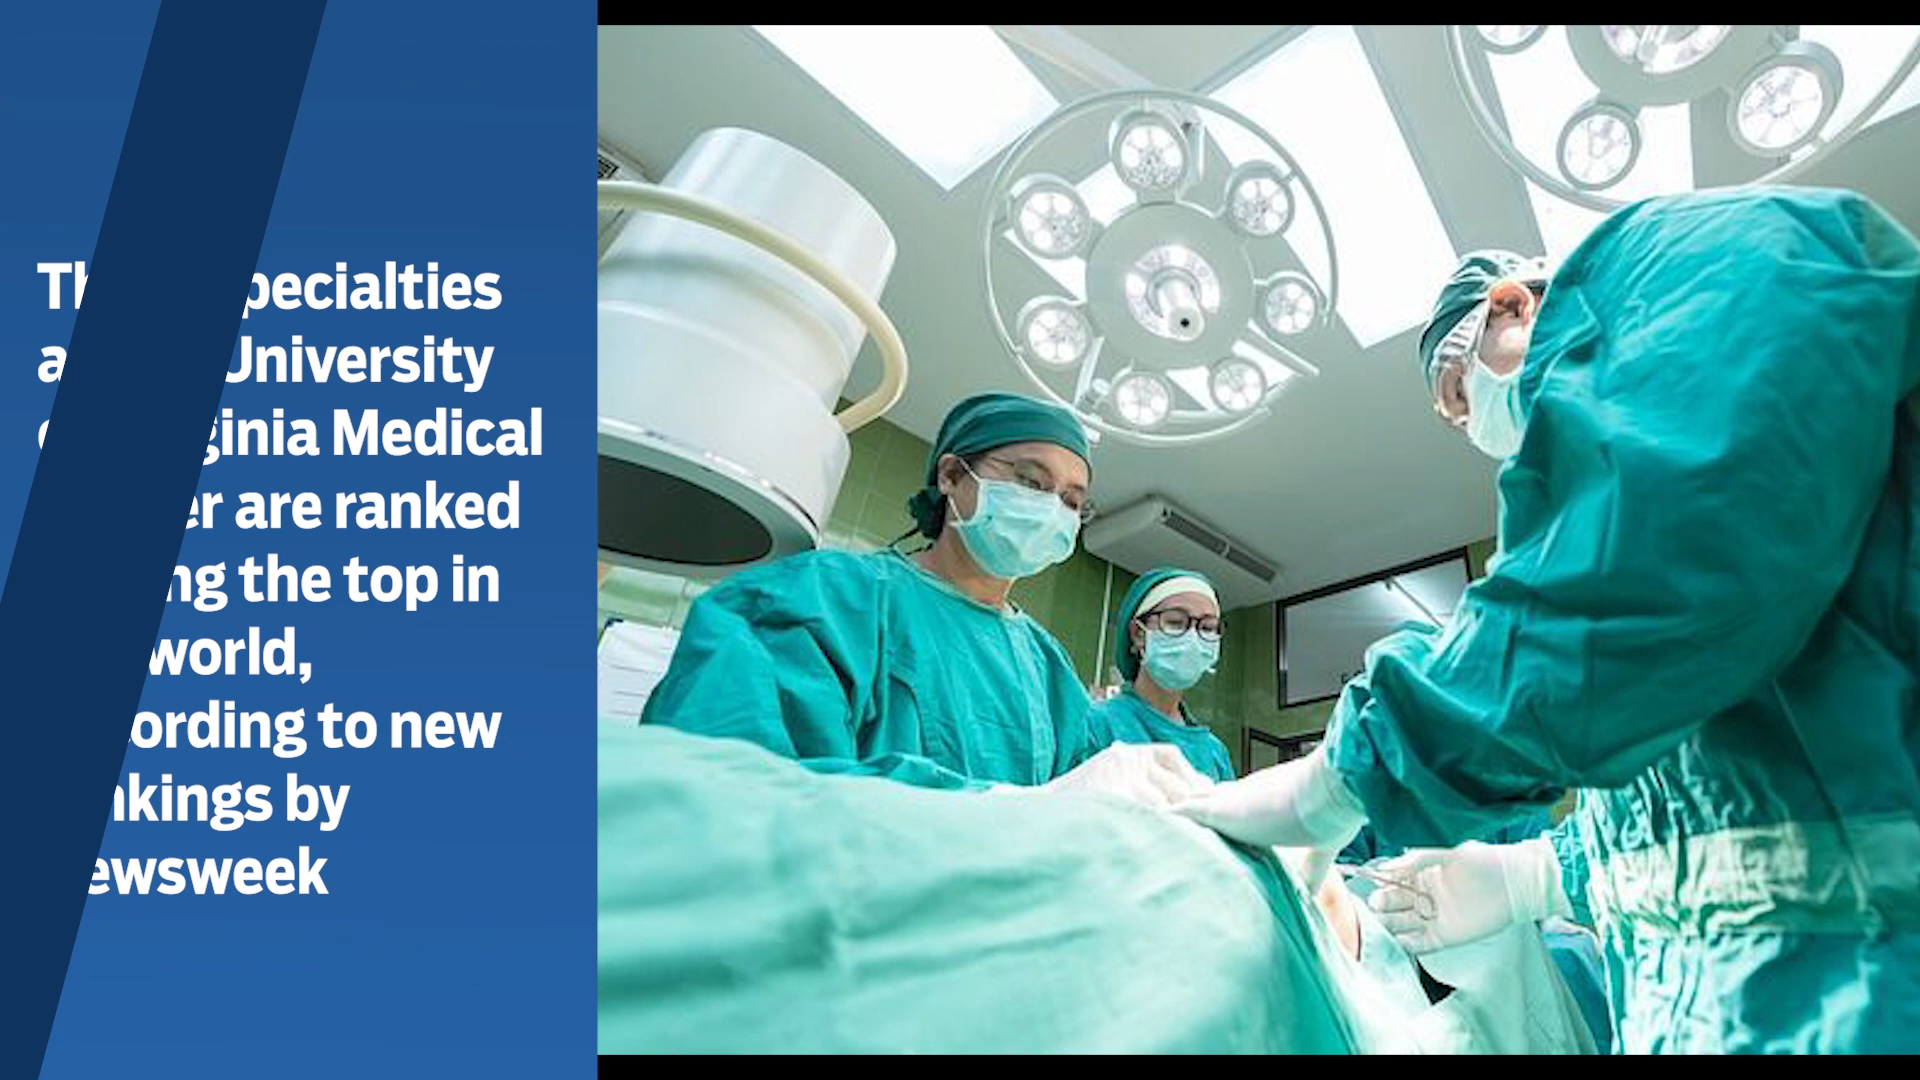 Th pecialties
a University
ginia Medical
er are ranked
ng the top in
world,
ording to new
nkings by
ewsweek